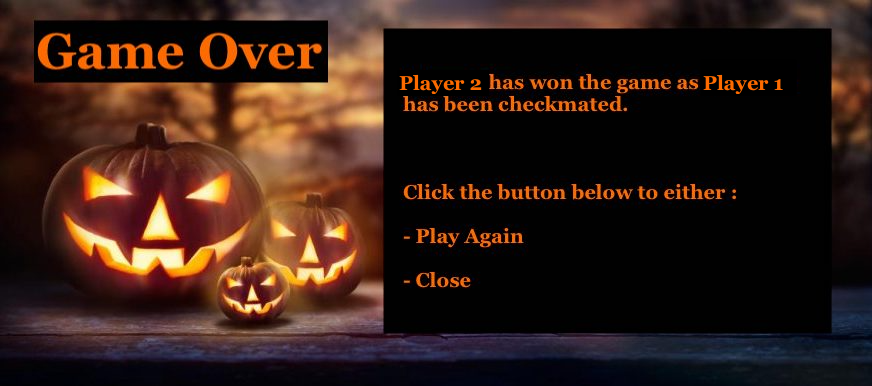 Game Over
Player 2 has won the game as Player 1
has been checkmated.
Click the button below to either :
- Play Again
- Close